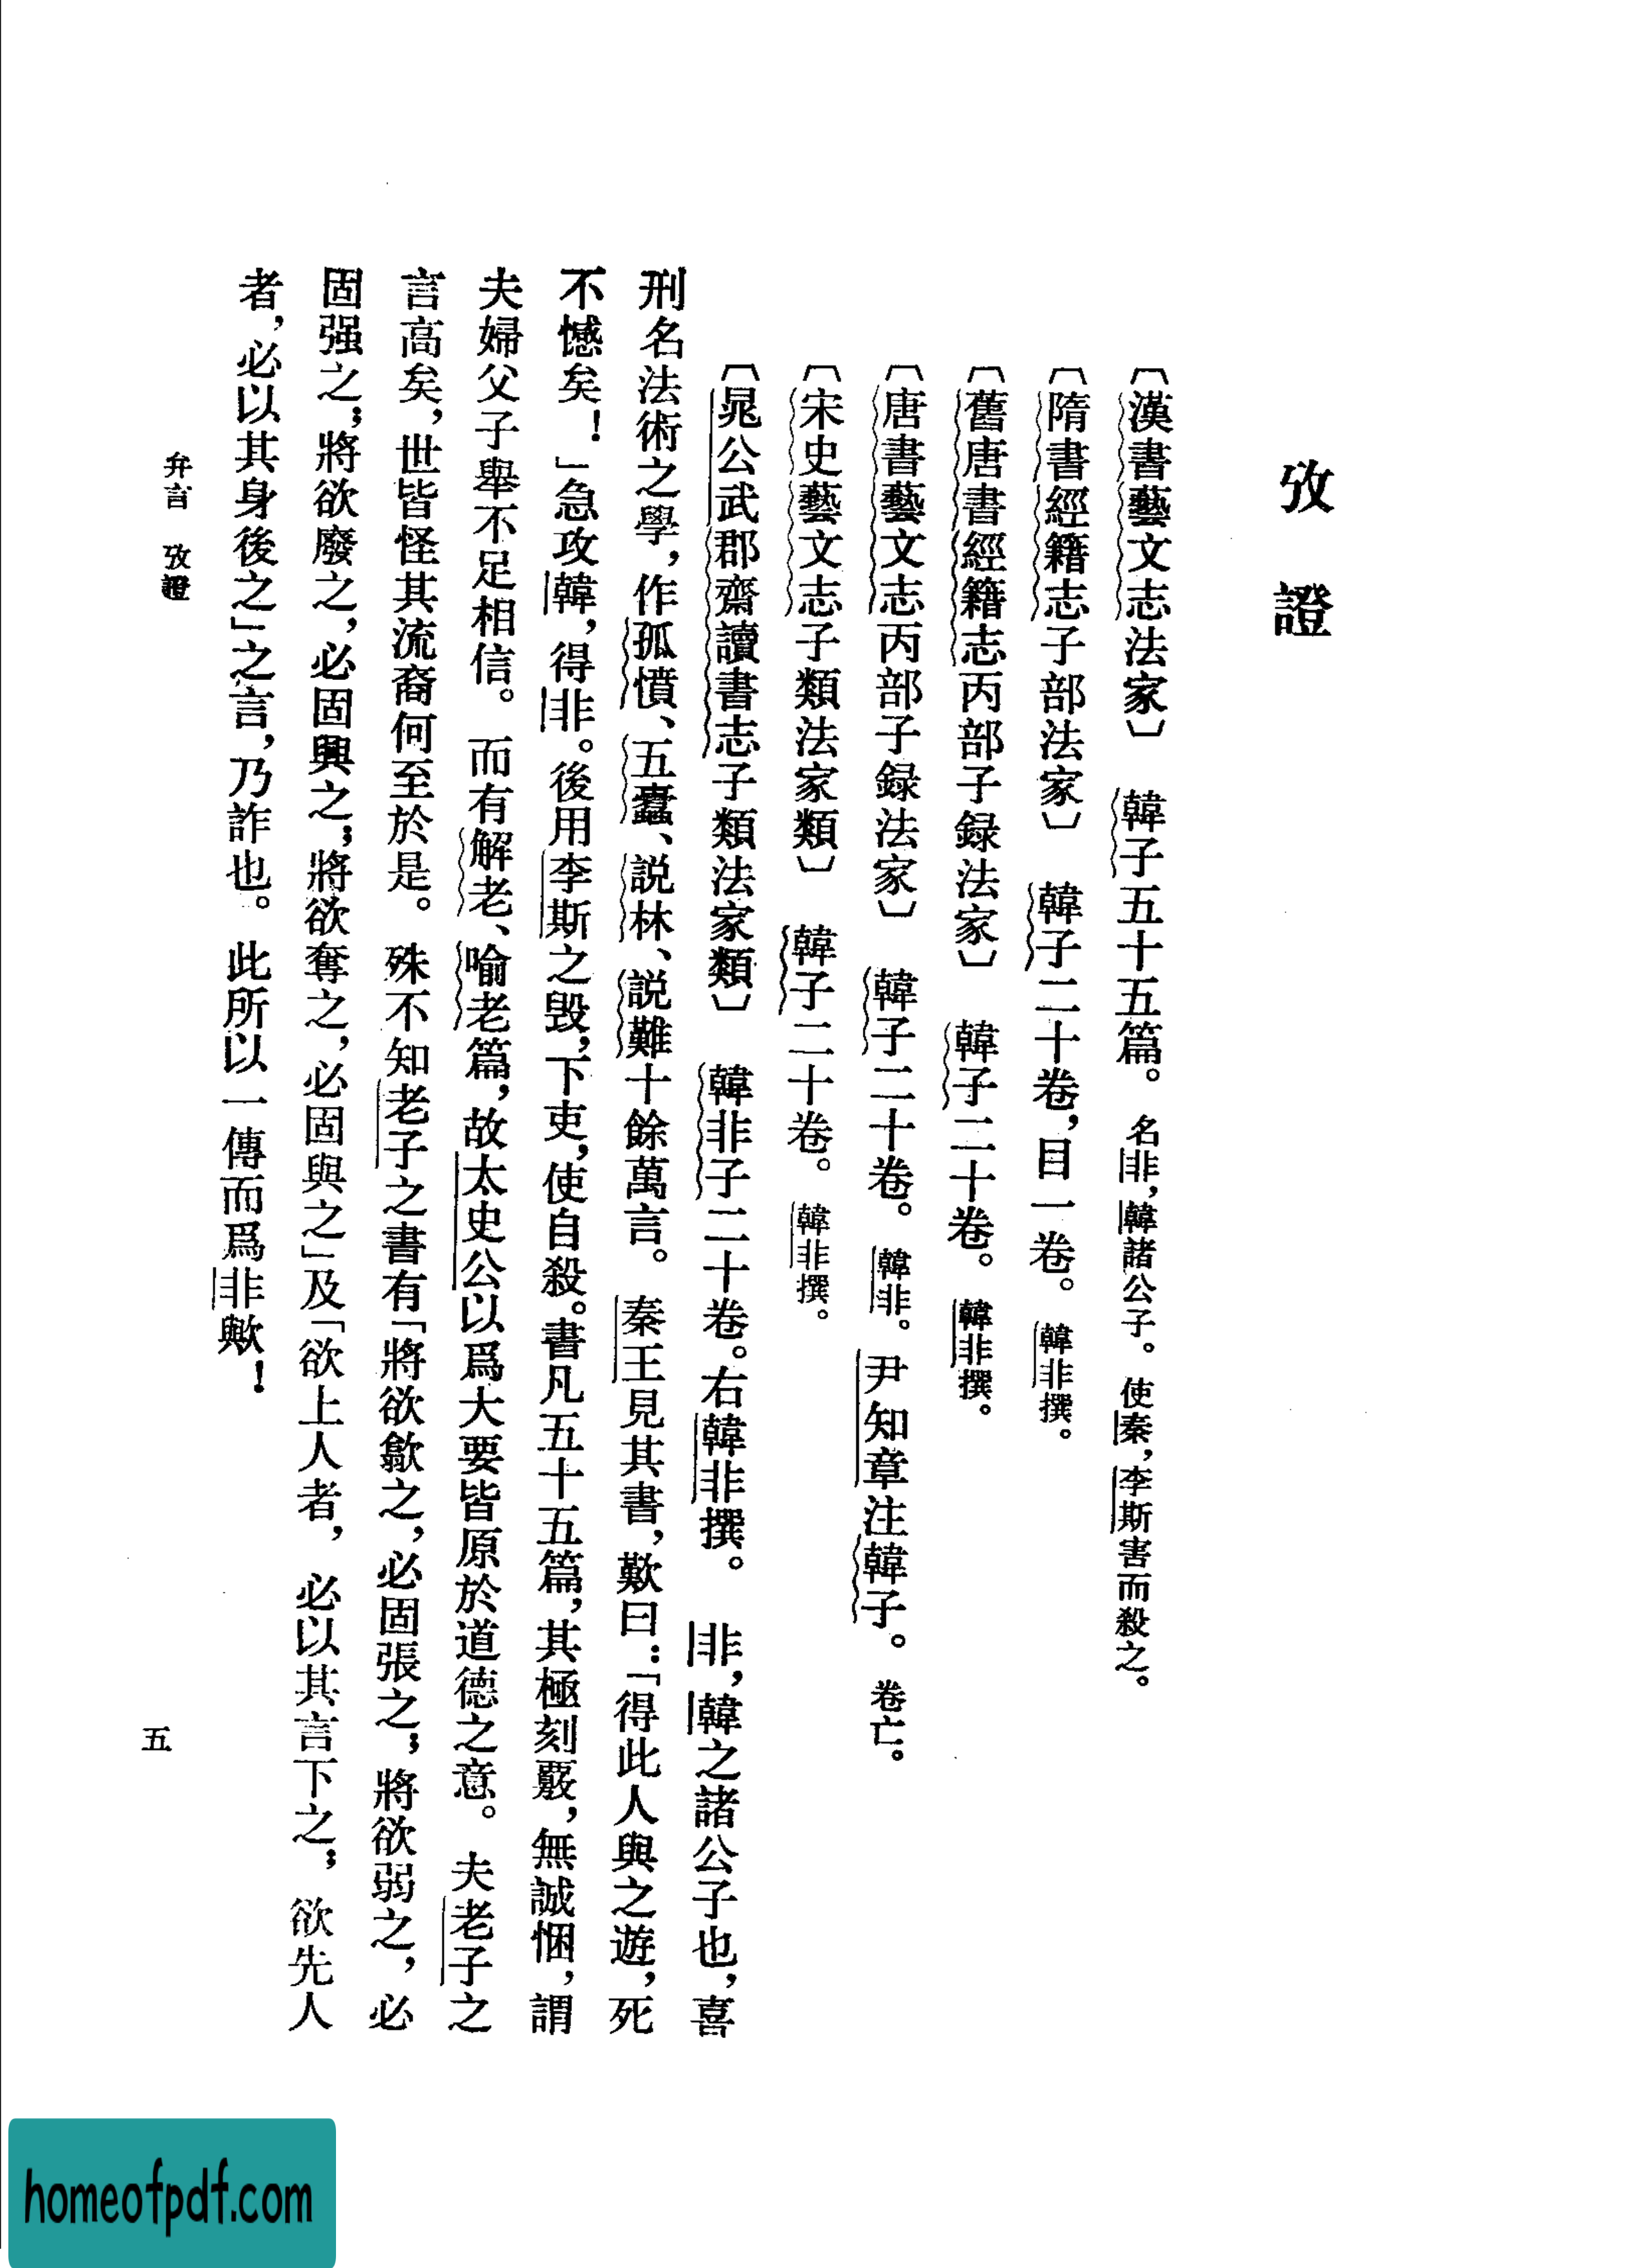 攷證
〔漢書藝文志法家〕　韓子五十五篇。名非，韓諸公子。使秦，李斯害而殺之。
〔隋書經籍志子部法家〕　韓子二十卷，目一卷。韓非撰。
〔舊唐書經籍志丙部子録法家〕　韓子二十卷。韓非撰。
〔唐書藝文志丙部子録法家〕　韓子二十卷。韓非。尹知章注韓子。卷亡。
〔宋史藝文志子類法家類〕　韓子二十卷。韓非撰。
〔晁公武郡齋讀書志子類法家類〕　韓非子二十卷。右韓非撰。　非，韓之諸公子也，喜
刑名法術之學，作孤憤、五蠹、説林、説難十餘萬言。秦王見其書，歎曰：「得此人與之遊，死
不憾矣！」急攻韓，得非。後用李斯之毁，下吏，使自殺。書凡五十五篇，其極刻覈，無誠悃，謂
夫婦父子舉不足相信。而有解老、喻老篇，故太史公以爲大要皆原於道德之意。夫老子之
言高矣，世皆怪其流裔何至於是。殊不知老子之書有「將欲歙之，必固張之；將欲弱之，必
固强之；將欲廢之，必固興之；將欲奪之，必固與之」及「欲上人者，必以其言下之；欲先人
者，必以其身後之」之言，乃詐也。此所以一傳而爲非歟！
弁言　攷證
五
homeofpdf.com